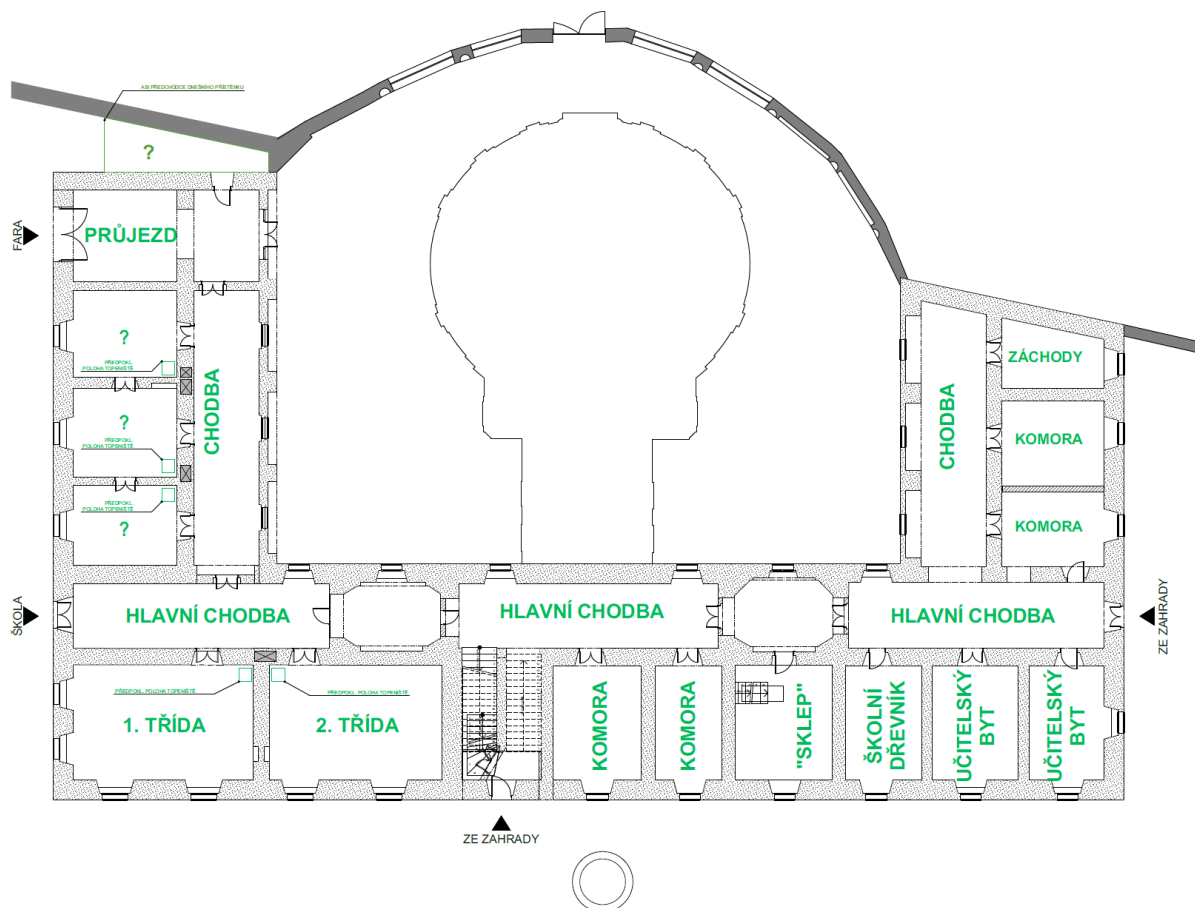 ASI PŘEDCHŮDCE DNEŠNÍHO PŘÍSTĚNKU
?
FARA
PRŮJEZD
?
PŘEDPOKL.
POLOHA TOPENIŠTĚ
?
PŘEDPOKL.
POLOHA TOPENIŠTĚ
PŘEDPOKL.
POLOHA TOPENIŠTĚ
?
CHODBA
CHODBA
ZÁCHODY
KOMORA
KOMORA
ŠKOLA
HLAVNÍ CHODBA
HLAVNÍ CHODBA
HLAVNÍ CHODBA
ZE ZAHRADY
PŘEDPOKL. POLOHA TOPENIŠTĚ
PŘEDPOKL. POLOHA TOPENIŠTĚ
1. TŘÍDA
2. TŘÍDA
KOMORA
KOMORA
"SKLEP"
ŠKOLNÍ
DŘEVNÍK
UČITELSKÝ
BYT
UČITELSKÝ
BYT
ZE ZAHRADY